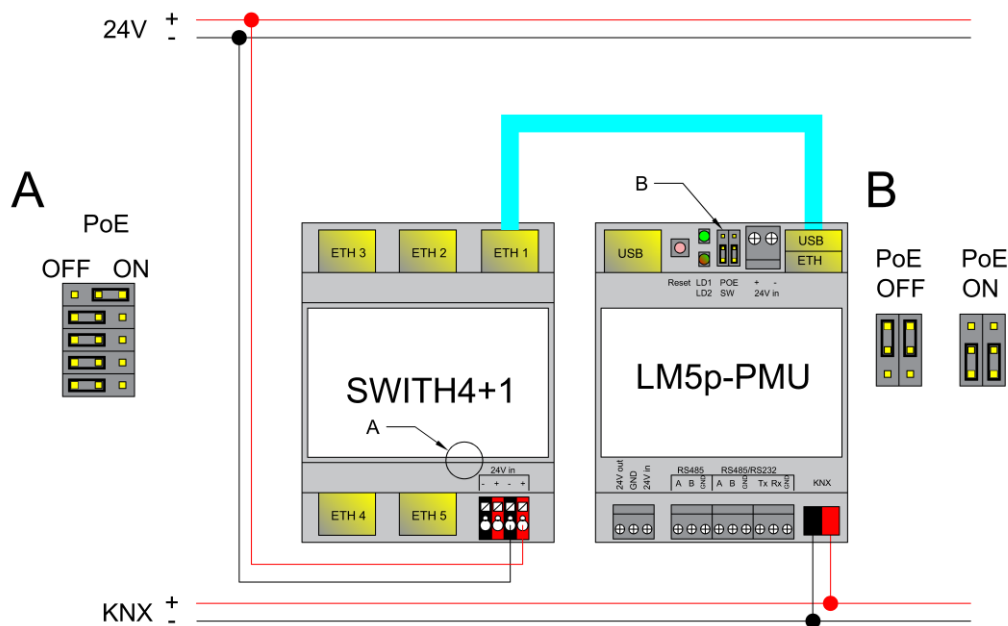 24V
+
-
A
PoE
OFF ON
B
B
PoE
OFF
PoE
ON
ETH 3
ETH 2
ETH 1
USB
USB
ETH
Reset LD1 POE + -
LD2 SW 24V in
SWITH4+1
LM5p-PMU
A
24V in
- + - +
24V out
GND
24V in
RS485 RS485/RS232
A B GND A B GND Tx Rx GND KNX
ETH 4
ETH 5
KNX
+
-